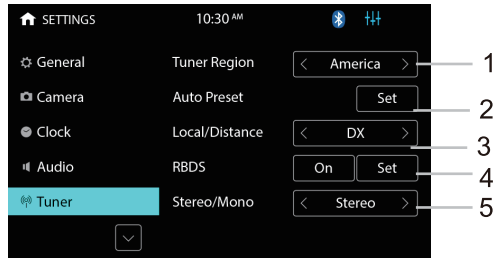 SETTINGS 10:30 AM
General Tuner Region < America > 1
Camera Auto Preset Set 2
Clock Local/Distance < DX > 3
Audio RBDS On Set 4
Tuner Stereo/Mono < Stereo > 5